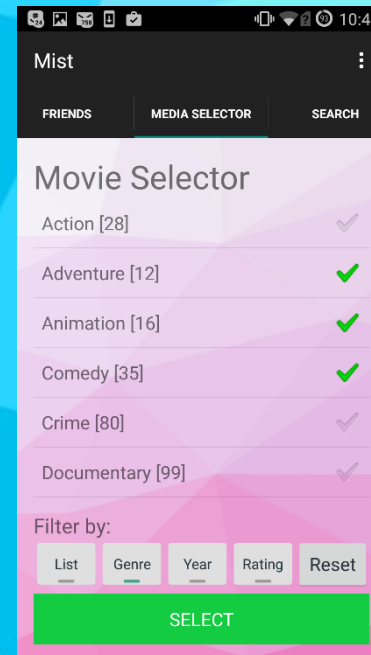 10:4
Mist
FRIENDS MEDIA SELECTOR SEARCH
Movie Selector
Action [28]
Adventure [12]
Animation [16]
Comedy [35]
Crime [80]
Documentary [99]
Filter by:
List Genre Year Rating Reset
SELECT